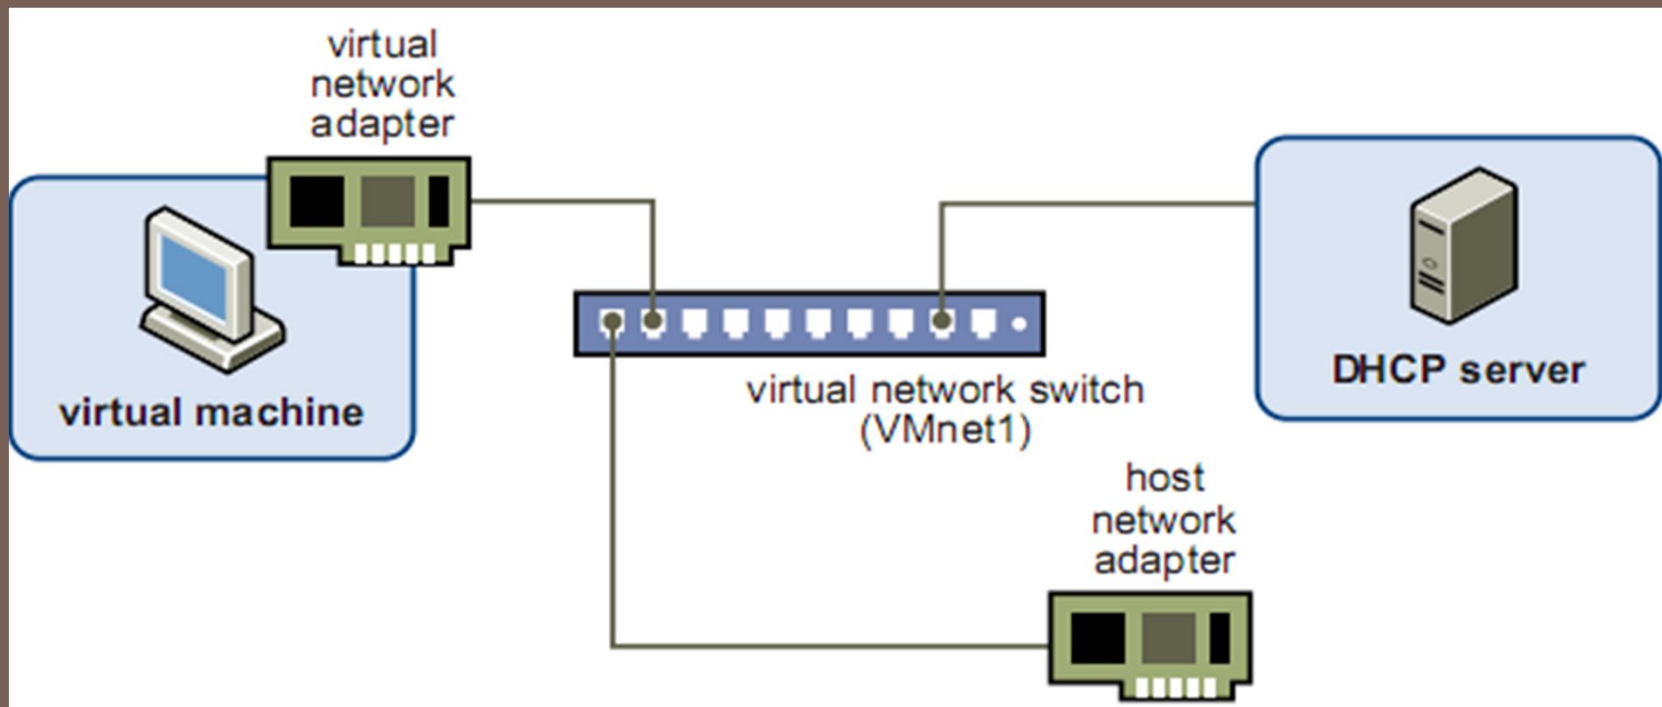 virtual
network
adapter
virtual machine
virtual network switch
(VMnet1)
DHCP server
host
network
adapter